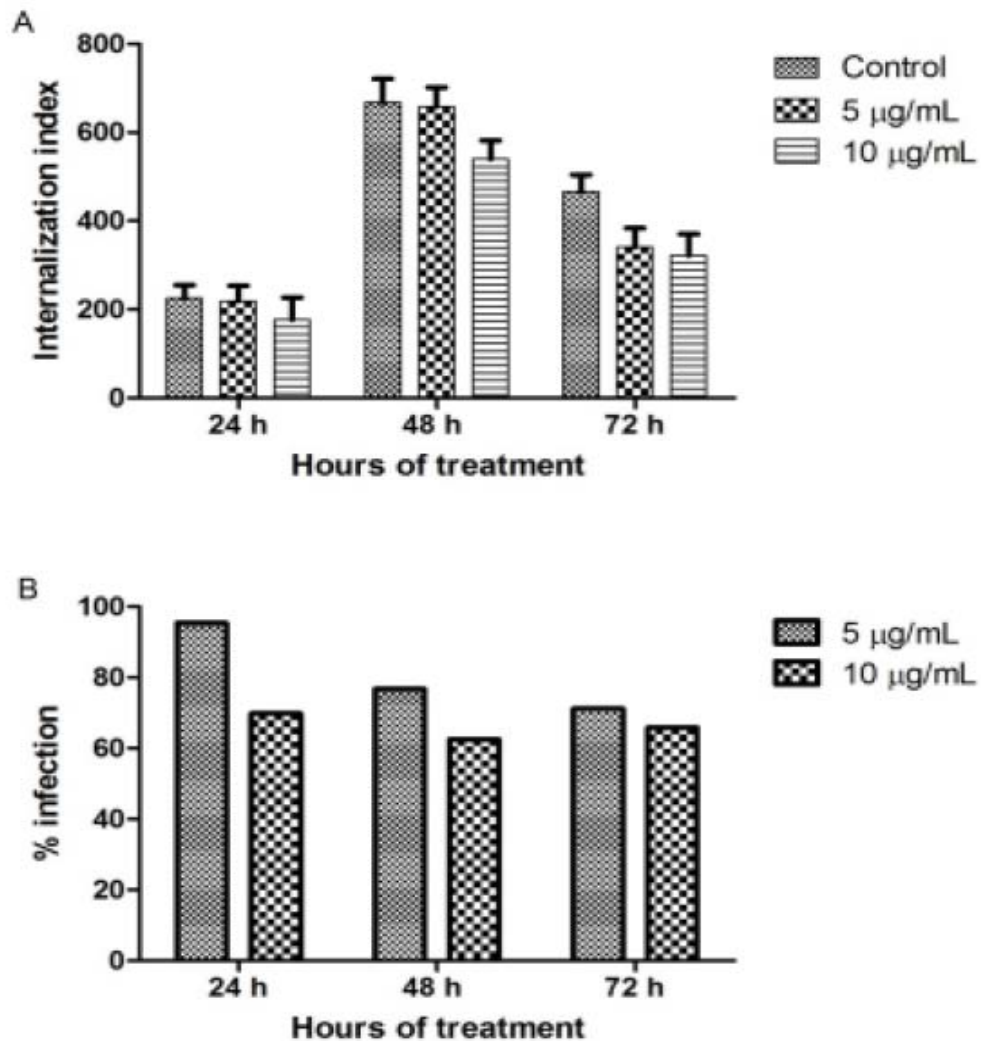 A
800
600
400
200
0
Internalization index
24 h 48 h 72 h
Hours of treatment
Control
5 μg/mL
10 μg/mL
B
100
80
60
40
20
0
% infection
24 h 48 h 72 h
Hours of treatment
5 μg/mL
10 μg/mL